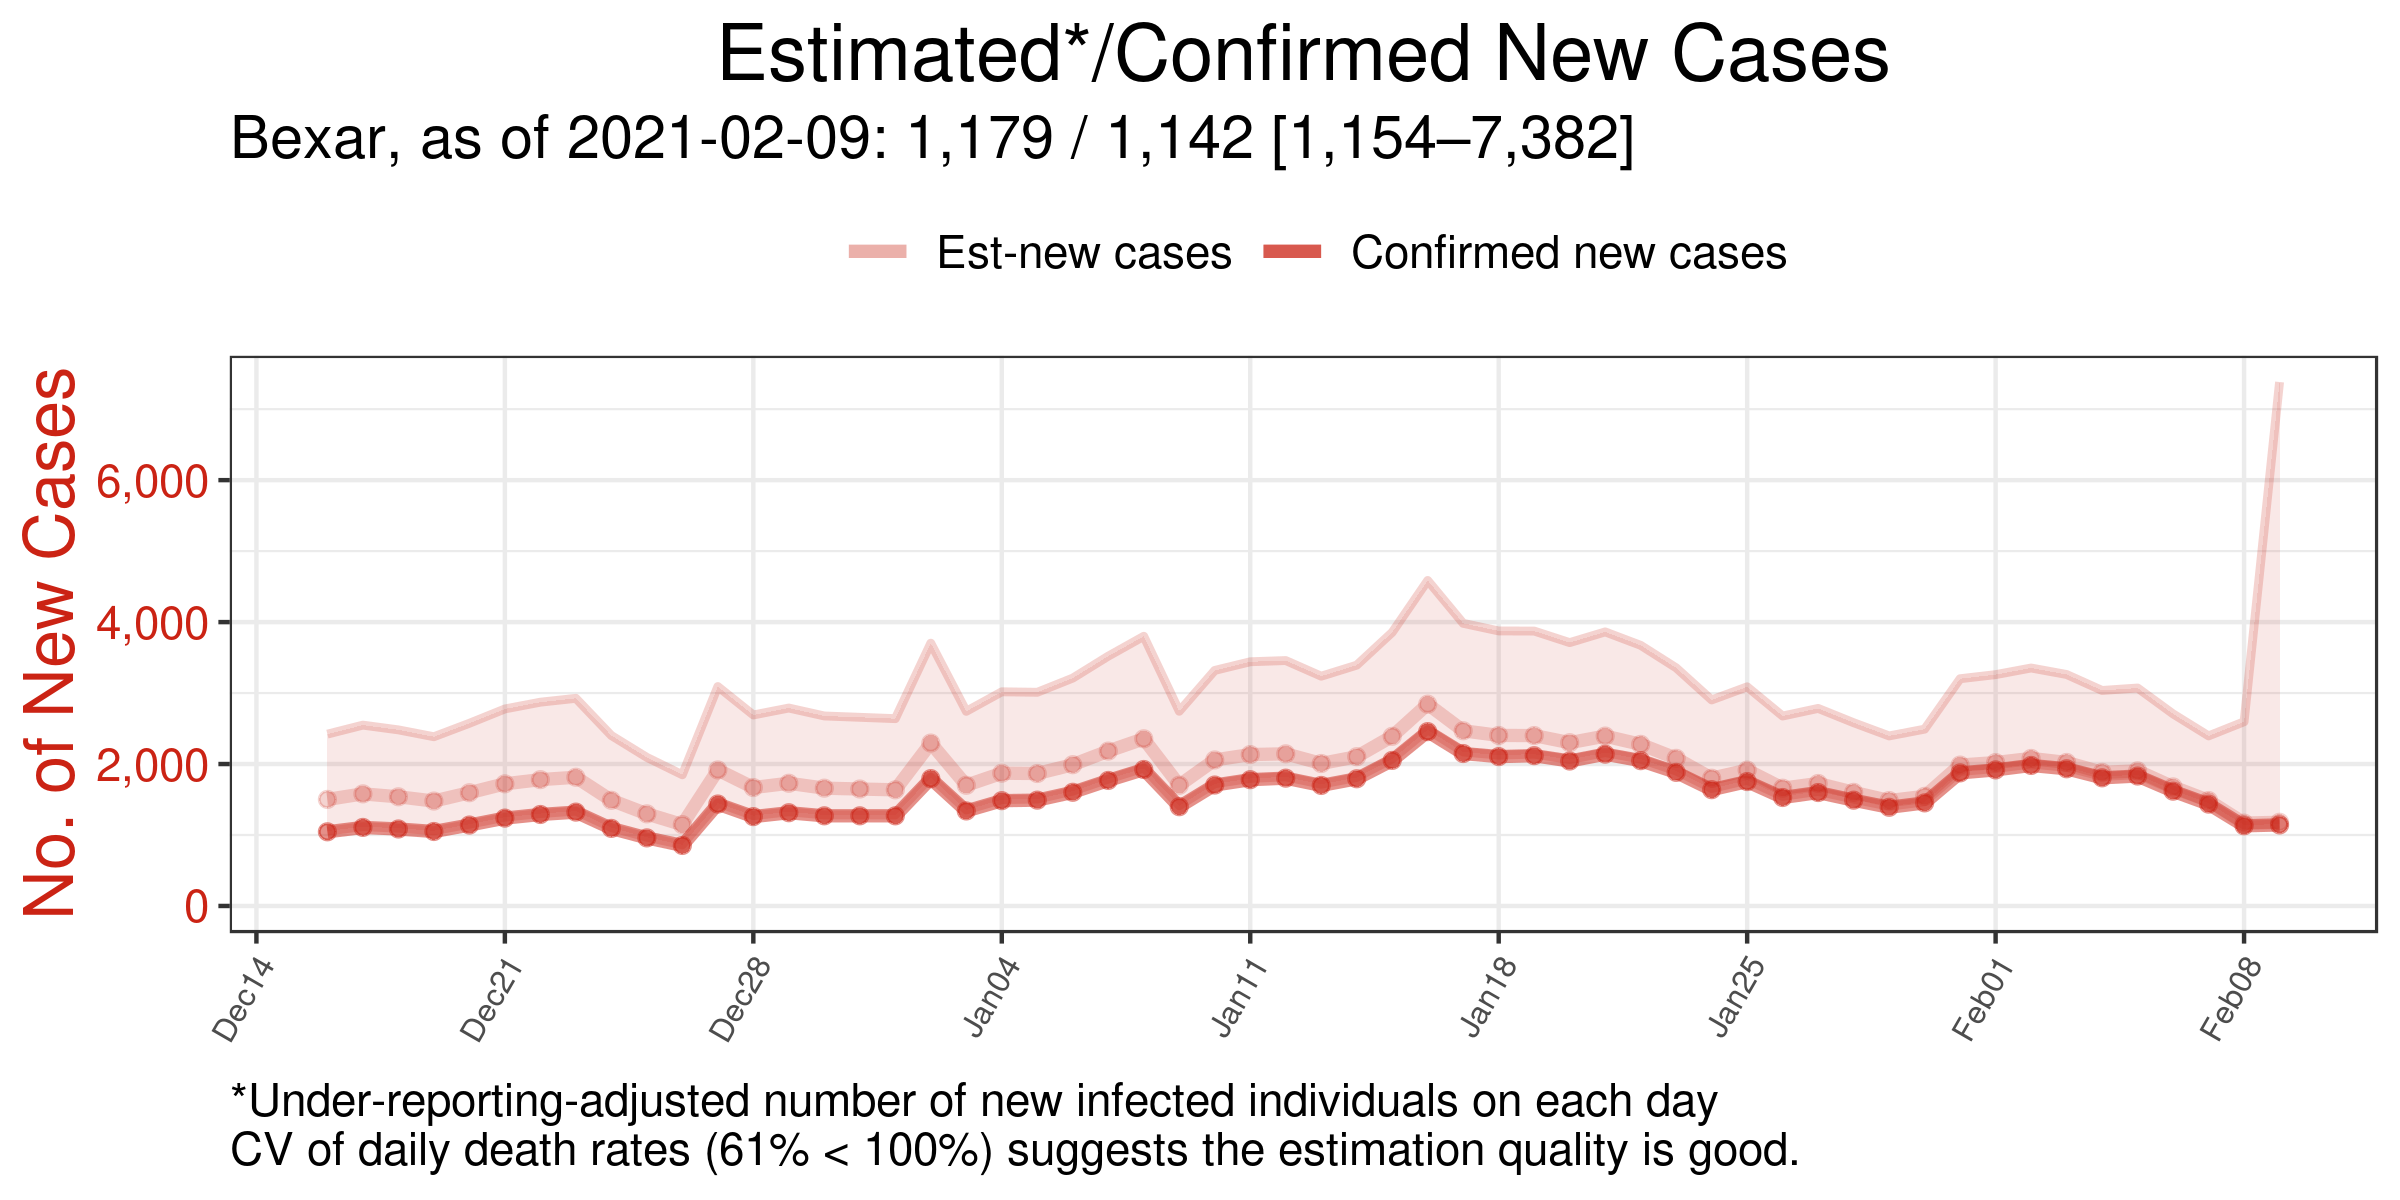 Estimated*/Confirmed New Cases
Bexar, as of 2021-02-09: 1,179 / 1,142 [1,154–7,382]
Est-new cases Confirmed new cases
No. of New Cases
6,000
4,000
2,000
0
Dec14 Dec21 Dec28 Jan04 Jan11 Jan18 Jan25 Feb01 Feb08
*Under-reporting-adjusted number of new infected individuals on each day
CV of daily death rates (61% < 100%) suggests the estimation quality is good.